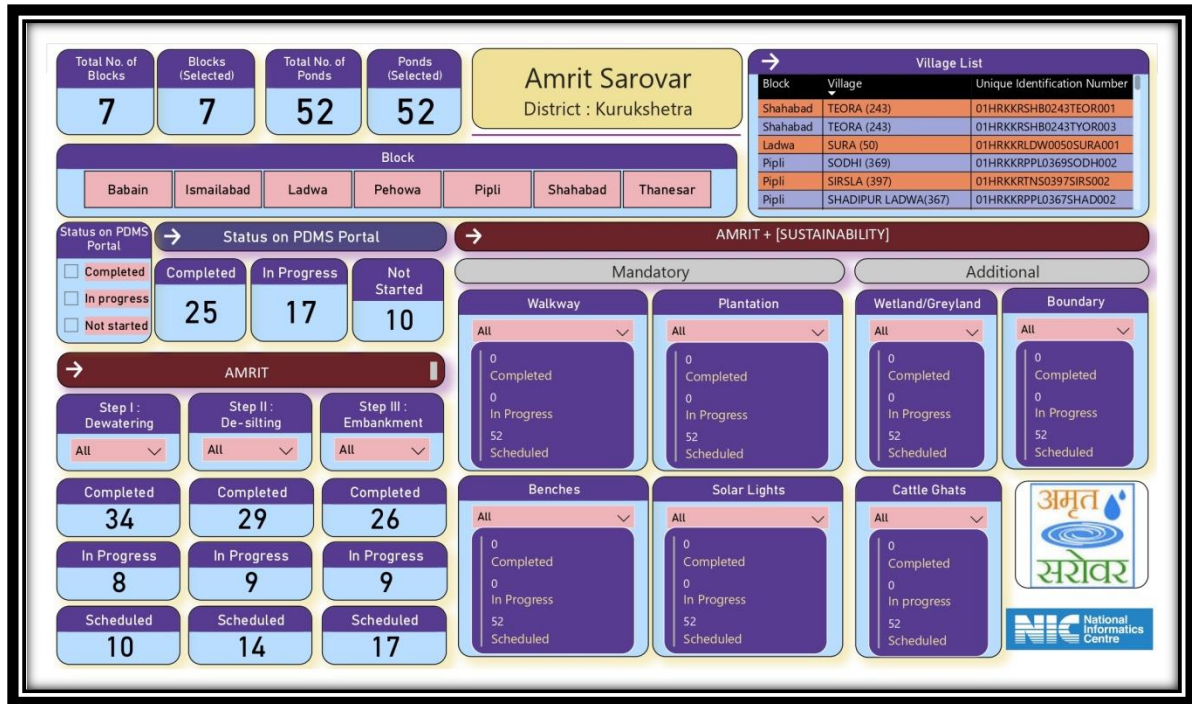 Total No. of
Blocks
7
Blocks
(Selected)
7
Total No. of
Ponds
52
Ponds
(Selected)
52
Amrit Sarovar
District : Kurukshetra
Village List
Block Village Unique Identification Number
Shahabad TEORA (243) 01HRKKRSHB0243TEOR001
Shahabad TEORA (243) 01HRKKRSHB0243TYOR003
Ladwa SURA (50) 01HRKKRLDW0050SURA001
Pipli SODHI (369) 01HRKKRPPL0369SODH002
Pipli SIRSLA (397) 01HRKKRTNS0397SIRS002
Pipli SHADIPUR LADWA(367) 01HRKKRPPL0367SHAD002
Block
Babain Ismailabad Ladwa Pehowa Pipli Shahabad Thanesar
Status on PDMS
Portal
Completed
In progress
Not started
Status on PDMS Portal
Completed
25
In Progress
17
Not
Started
10
AMRIT
Step I :
Dewatering
All
Step II :
De-silting
All
Step III :
Embankment
All
Completed
34
Completed
29
Completed
26
In Progress
8
In Progress
9
In Progress
9
Scheduled
10
Scheduled
14
Scheduled
17
AMRIT + [SUSTAINABILITY]
Mandatory
Additional
Walkway
All
0
Completed
0
In Progress
52
Scheduled
Plantation
All
0
Completed
0
In Progress
52
Scheduled
Wetland/Greyland
All
0
Completed
0
In Progress
52
Scheduled
Boundary
All
0
Completed
0
In Progress
52
Scheduled
Benches
All
0
Completed
0
In Progress
52
Scheduled
Solar Lights
All
0
Completed
0
In Progress
52
Scheduled
Cattle Ghats
All
0
Completed
0
In progress
52
Scheduled
अमृत
सरोवर
NIC National
Informatics
Centre